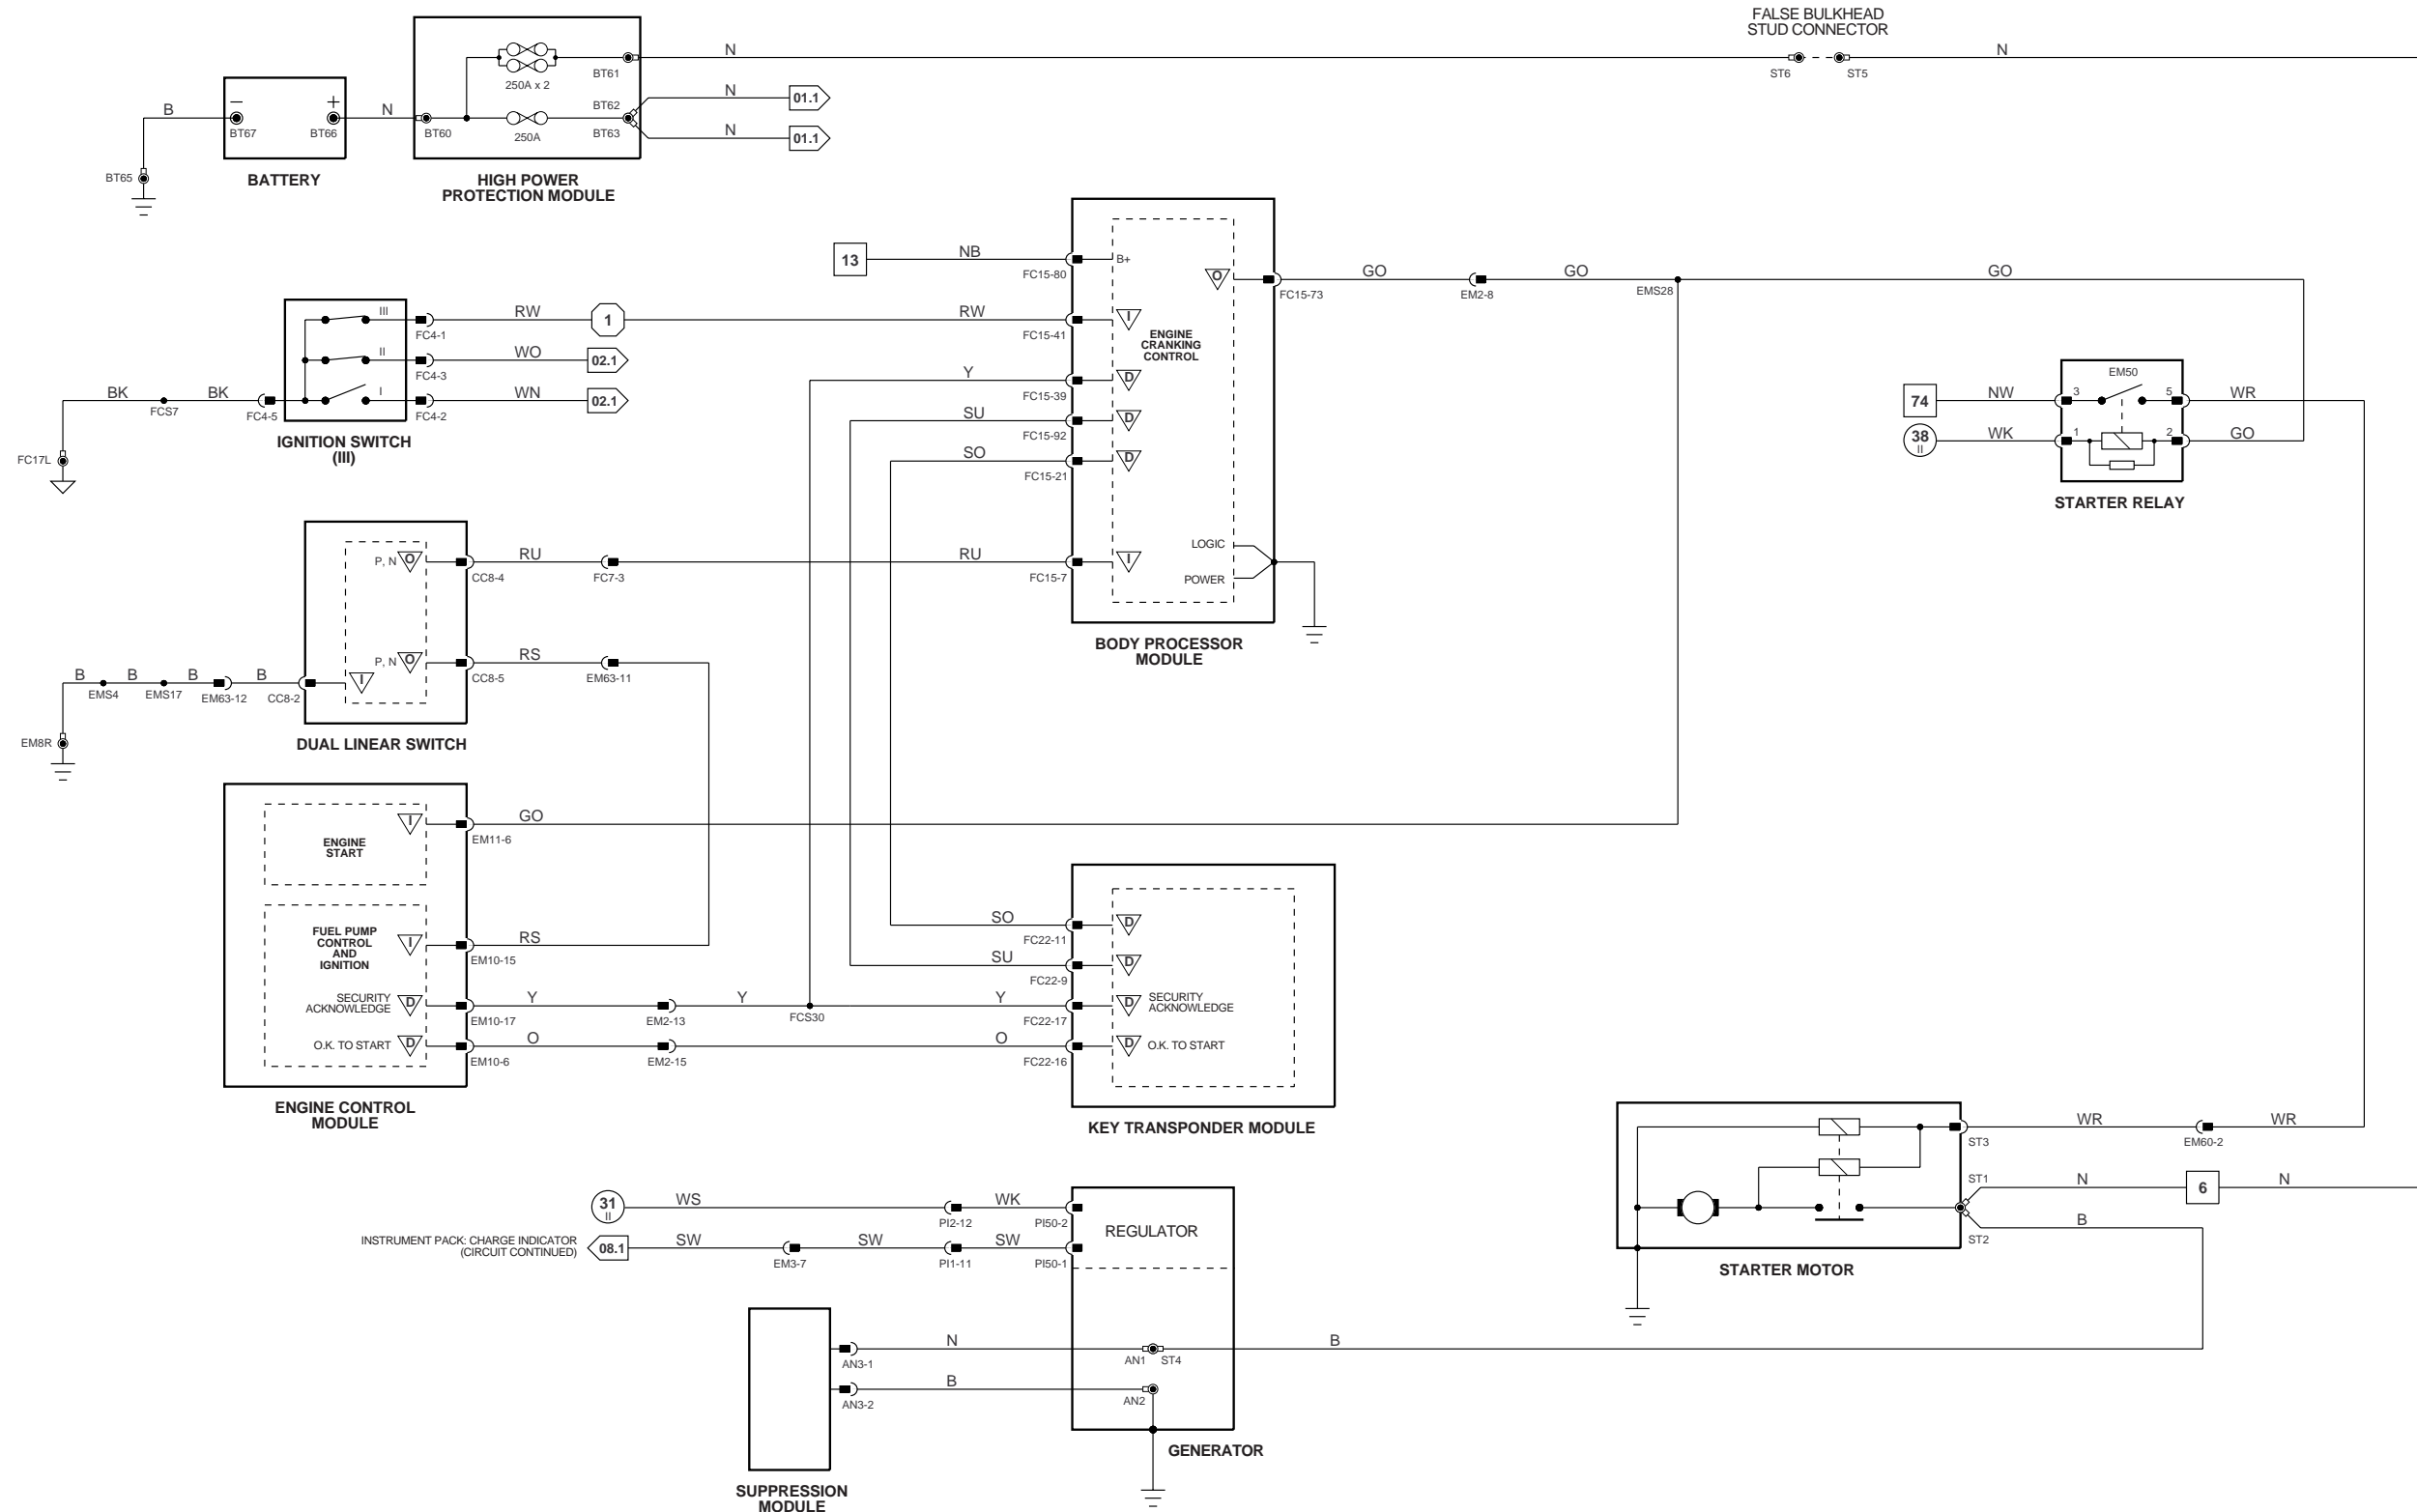 FALSE BULKHEAD
STUD CONNECTOR
N
N
ST6
ST5
250A x 2
BT61
BT62
N
01.1
B
−
+
N
BT67
BT66
BT60
250A
BT63
N
01.1
BT65
BATTERY
HIGH POWER
PROTECTION MODULE
13
NB
FC15-80
B+
O
FC15-73
GO
EM2-8
GO
EMS28
GO
III
FC4-1
RW
1
RW
FC15-41
I
ENGINE
CRANKING
CONTROL
II
FC4-3
WO
02.1
BK
FCS7
BK
FC4-5
I
FC4-2
WN
02.1
Y
FC15-39
D
SU
FC15-92
D
SO
FC15-21
D
IGNITION SWITCH
(III)
FC17L
EM50
74
NW
3
5
WR
38
II
WK
1
2
GO
STARTER RELAY
P, N
O
CC8-4
RU
FC7-3
RU
FC15-7
I
LOGIC
POWER
BODY PROCESSOR
MODULE
P, N
O
CC8-5
RS
EM63-11
B
EMS4
B
EMS17
B
EM63-12
B
CC8-2
I
EM8R
DUAL LINEAR SWITCH
ENGINE
START
I
EM11-6
GO
FUEL PUMP
CONTROL
AND
IGNITION
I
EM10-15
RS
SECURITY
ACKNOWLEDGE
D
EM10-17
Y
EM2-13
Y
FCS30
Y
O.K. TO START
D
EM10-6
O
EM2-15
O
ENGINE CONTROL
MODULE
SO
FC22-11
D
SU
FC22-9
D
FC22-17
D
SECURITY
ACKNOWLEDGE
FC22-16
D
O.K. TO START
KEY TRANSPONDER MODULE
ST3
WR
EM60-2
WR
ST1
N
6
N
ST2
B
STARTER MOTOR
31
II
WS
PI2-12
WK
PI50-2
REGULATOR
INSTRUMENT PACK: CHARGE INDICATOR
(CIRCUIT CONTINUED)
08.1
SW
EM3-7
SW
PI1-11
SW
PI50-1
AN3-1
N
AN1
ST4
B
AN3-2
B
AN2
GENERATOR
SUPPRESSION
MODULE